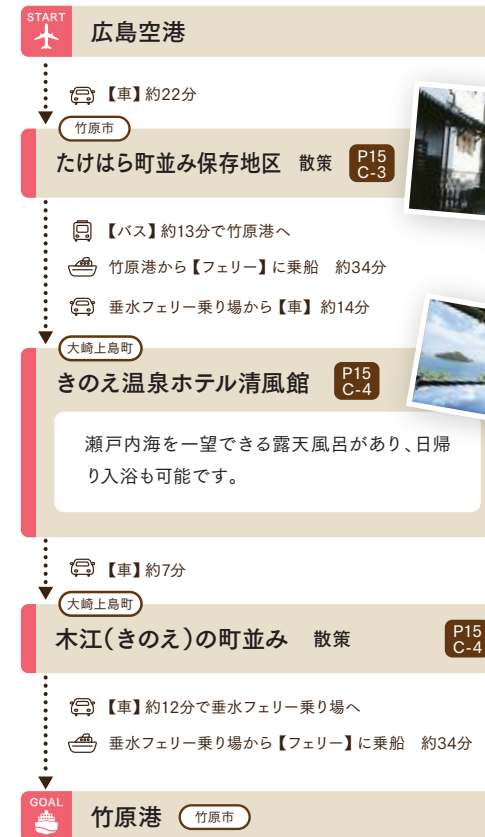 START
広島空港
【車】約22分
竹原市
たけはら町並み保存地区 散策 P15 C-3
【バス】約13分で竹原港へ
竹原港から【フェリー】に乗船 約34分
垂水フェリー乗り場から【車】 約14分
大崎上島町
きのえ温泉ホテル清風館 P15 C-4
瀬戸内海を一望できる露天風呂があり、日帰
り入浴も可能です。
【車】約7分
大崎上島町
木江(きのえ)の町並み 散策 P15 C-4
【車】約12分で垂水フェリー乗り場へ
垂水フェリー乗り場から【フェリー】に乗船 約34分
GOAL
竹原港 竹原市